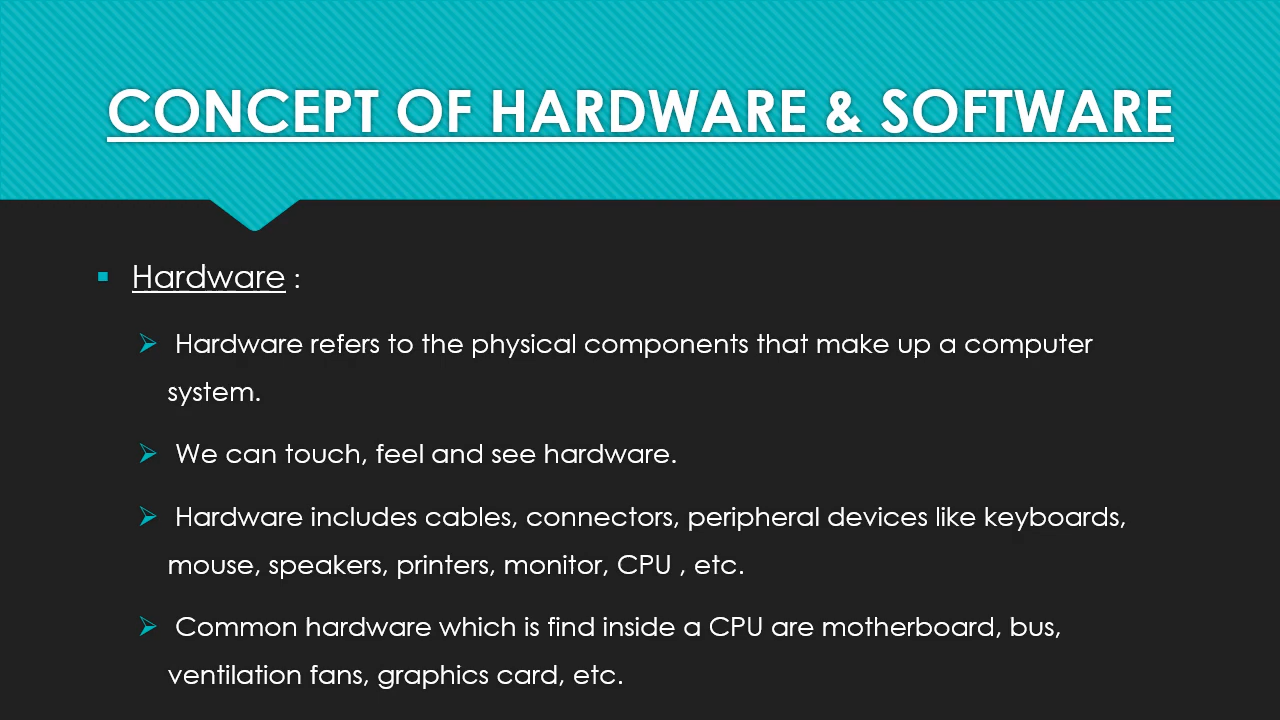 CONCEPT OF HARDWARE & SOFTWARE
Hardware :
Hardware refers to the physical components that make up a computer
system.
We can touch, feel and see hardware.
Hardware includes cables, connectors, peripheral devices like keyboards,
mouse, speakers, printers, monitor, CPU , etc.
Common hardware which is find inside a CPU are motherboard, bus,
ventilation fans, graphics card, etc.